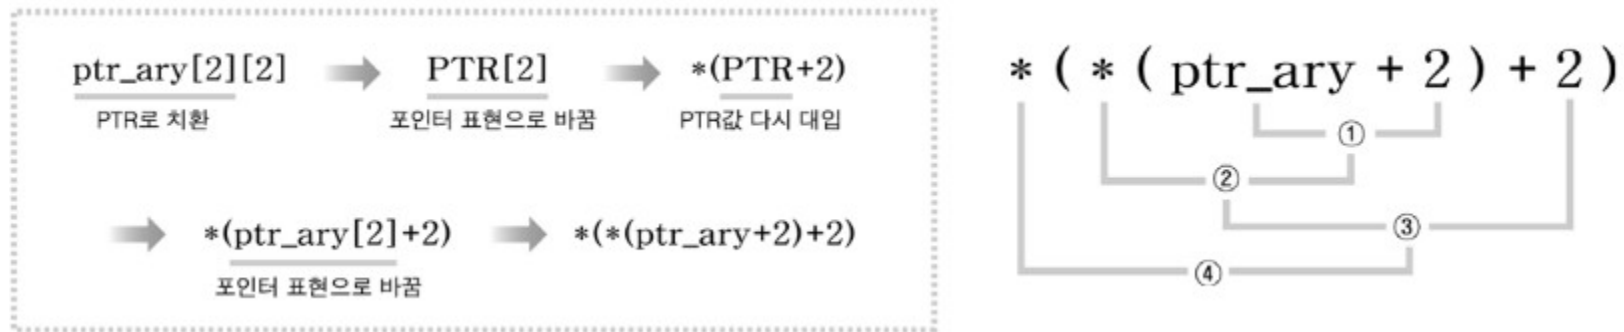 ptr_ary[2][2] PTR[2] *(PTR+2)
PTR로 치환 포인터 표현으로 바꿈 PTR값 다시 대입
*(ptr_ary[2]+2) *(*(ptr_ary+2)+2)
포인터 표현으로 바꿈
* ( * ( ptr_ary + 2 ) + 2 )
①
②
③
④